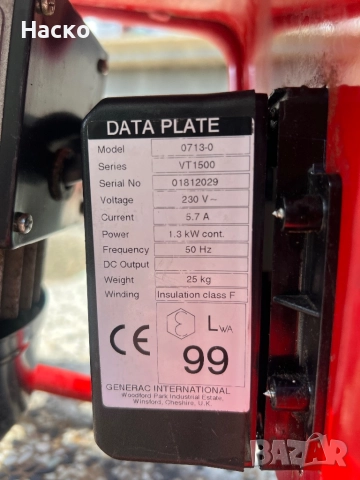 Hacko
DATA PLATE
Model 0713-0
Series VT1500
Serial No 01812029
Voltage 230 V ~
Current 5.7 A
Power 1.3 kW cont.
Frequency 50 Hz
DC Output
Weight 25 kg
Winding Insulation class F
CE
LWA
99
GENERAC INTERNATIONAL
Woodford Park Industrial Estate,
Winsford, Cheshire, U.K.
BAZAR